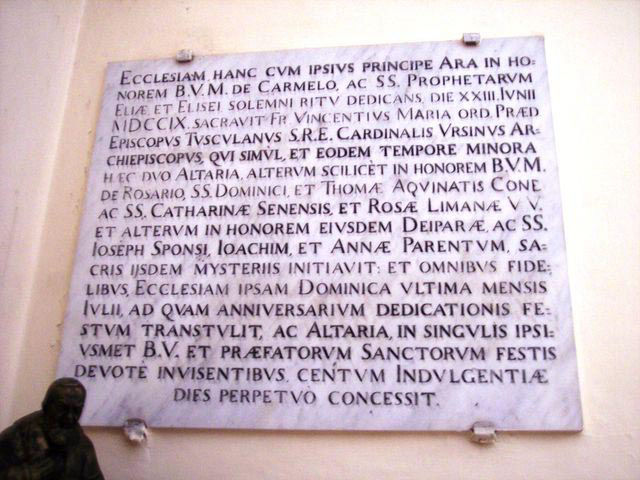 ECCLESIAM HANC CVM IPSIVS PRINCIPE ARA IN HO:
NOREM B.V.M. DE CARMELO, AC SS. PROPHETARVM
ELIÆ, ET ELISEI SOLEMNI RITV DEDICANS, DIE XXIII. IVNII
MDCCIX. SACRAVIT FR. VINCENTIVS MARIA ORD. PRÆD
EPISCOPVS TVSCVLANVS S.R.E. CARDINALIS VRSINVS AR:
CHIEPISCOPVS, QVI SIMVL, ET EODEM TEMPORE MINORA
HÆC DVO ALTARIA, ALTERVM SCILICET IN HONOREM B.V.M.
DE ROSARIO, SS. DOMINICI, ET THOMÆ AQVINATIS CONF.
AC SS. CATHARINÆ SENENSIS, ET ROSÆ LIMANÆ V.V.
ET ALTERVM IN HONOREM EIVSDEM DEIPARÆ, AC SS.
IOSEPH SPONSI, IOACHIM, ET ANNÆ PARENTVM, SA:
CRIS IJSDEM MYSTERIIS INITIAVIT: ET OMNIBVS FIDE:
LIBVS, ECCLESIAM IPSAM DOMINICA VLTIMA MENSIS
IVLII, AD QVAM ANNIVERSARIVM DEDICATIONIS FE:
STVM TRANSTVLIT, AC ALTARIA, IN SINGVLIS IPSI:
VSMET B.V. ET PRÆFATORVM SANCTORVM FESTIS
DEVOTE INVISENTIBVS. CENTVM INDVLGENTIÆ
DIES PERPETVO CONCESSIT.